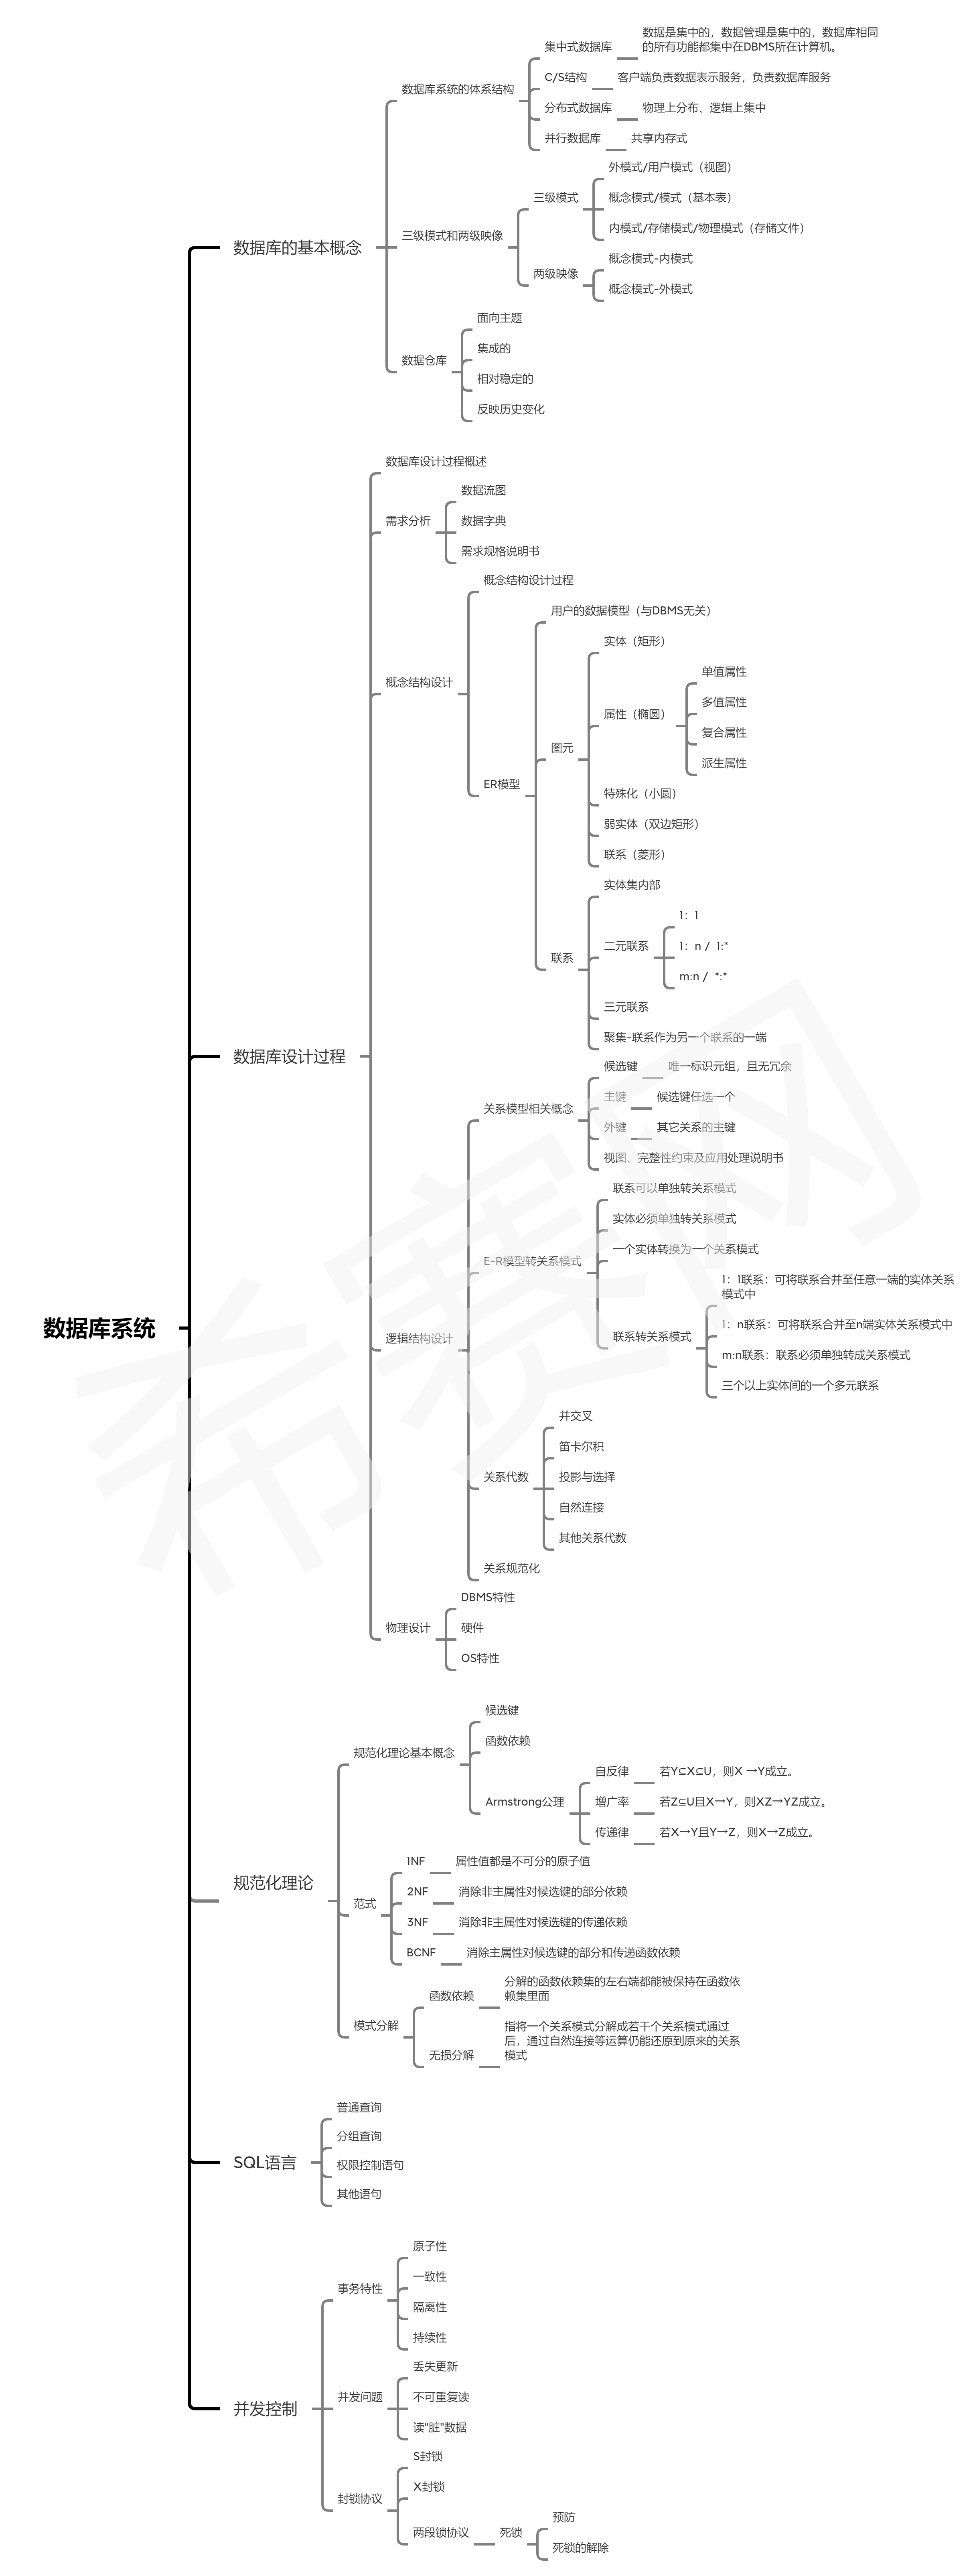 数据库系统
数据库的基本概念
数据库系统的体系结构
集中式数据库
数据是集中的，数据管理是集中的，数据库相同
的所有功能都集中在DBMS所在计算机。
C/S结构
客户端负责数据表示服务，负责数据库服务
分布式数据库
物理上分布、逻辑上集中
并行数据库
共享内存式
三级模式和两级映像
三级模式
外模式/用户模式（视图）
概念模式/模式（基本表）
内模式/存储模式/物理模式（存储文件）
两级映像
概念模式-内模式
概念模式-外模式
数据仓库
面向主题
集成的
相对稳定的
反映历史变化
数据库设计过程
数据库设计过程概述
需求分析
数据流图
数据字典
需求规格说明书
概念结构设计
概念结构设计过程
ER模型
用户的数据模型（与DBMS无关）
图元
实体（矩形）
属性（椭圆）
单值属性
多值属性
复合属性
派生属性
特殊化（小圆）
弱实体（双边矩形）
联系（菱形）
联系
实体集内部
二元联系
1：1
1：n / 1:*
m:n / *:*
三元联系
聚集-联系作为另一个联系的一端
逻辑结构设计
关系模型相关概念
候选键
唯一标识元组，且无冗余
主键
候选键任选一个
外键
其它关系的主键
视图、完整性约束及应用处理说明书
E-R模型转关系模式
联系可以单独转关系模式
实体必须单独转关系模式
一个实体转换为一个关系模式
联系转关系模式
1：1联系：可将联系合并至任意一端的实体关系
模式中
1：n联系：可将联系合并至n端实体关系模式中
m:n联系：联系必须单独转成关系模式
三个以上实体间的一个多元联系
关系代数
并交叉
笛卡尔积
投影与选择
自然连接
其他关系代数
关系规范化
物理设计
DBMS特性
硬件
OS特性
规范化理论
规范化理论基本概念
候选键
函数依赖
Armstrong公理
自反律
若Y⊆X⊆U，则X →Y成立。
增广率
若Z⊆U且X→Y，则XZ→YZ成立。
传递律
若X→Y且Y→Z，则X→Z成立。
范式
1NF
属性值都是不可分的原子值
2NF
消除非主属性对候选键的部分依赖
3NF
消除非主属性对候选键的传递依赖
BCNF
消除主属性对候选键的部分和传递函数依赖
模式分解
函数依赖
分解的函数依赖集的左右端都能被保持在函数依
赖集里面
无损分解
指将一个关系模式分解成若干个关系模式通过
后，通过自然连接等运算仍能还原到原来的关系
模式
SQL语言
普通查询
分组查询
权限控制语句
其他语句
并发控制
事务特性
原子性
一致性
隔离性
持续性
并发问题
丢失更新
不可重复读
读“脏”数据
封锁协议
S封锁
X封锁
两段锁协议
死锁
预防
死锁的解除
希赛网